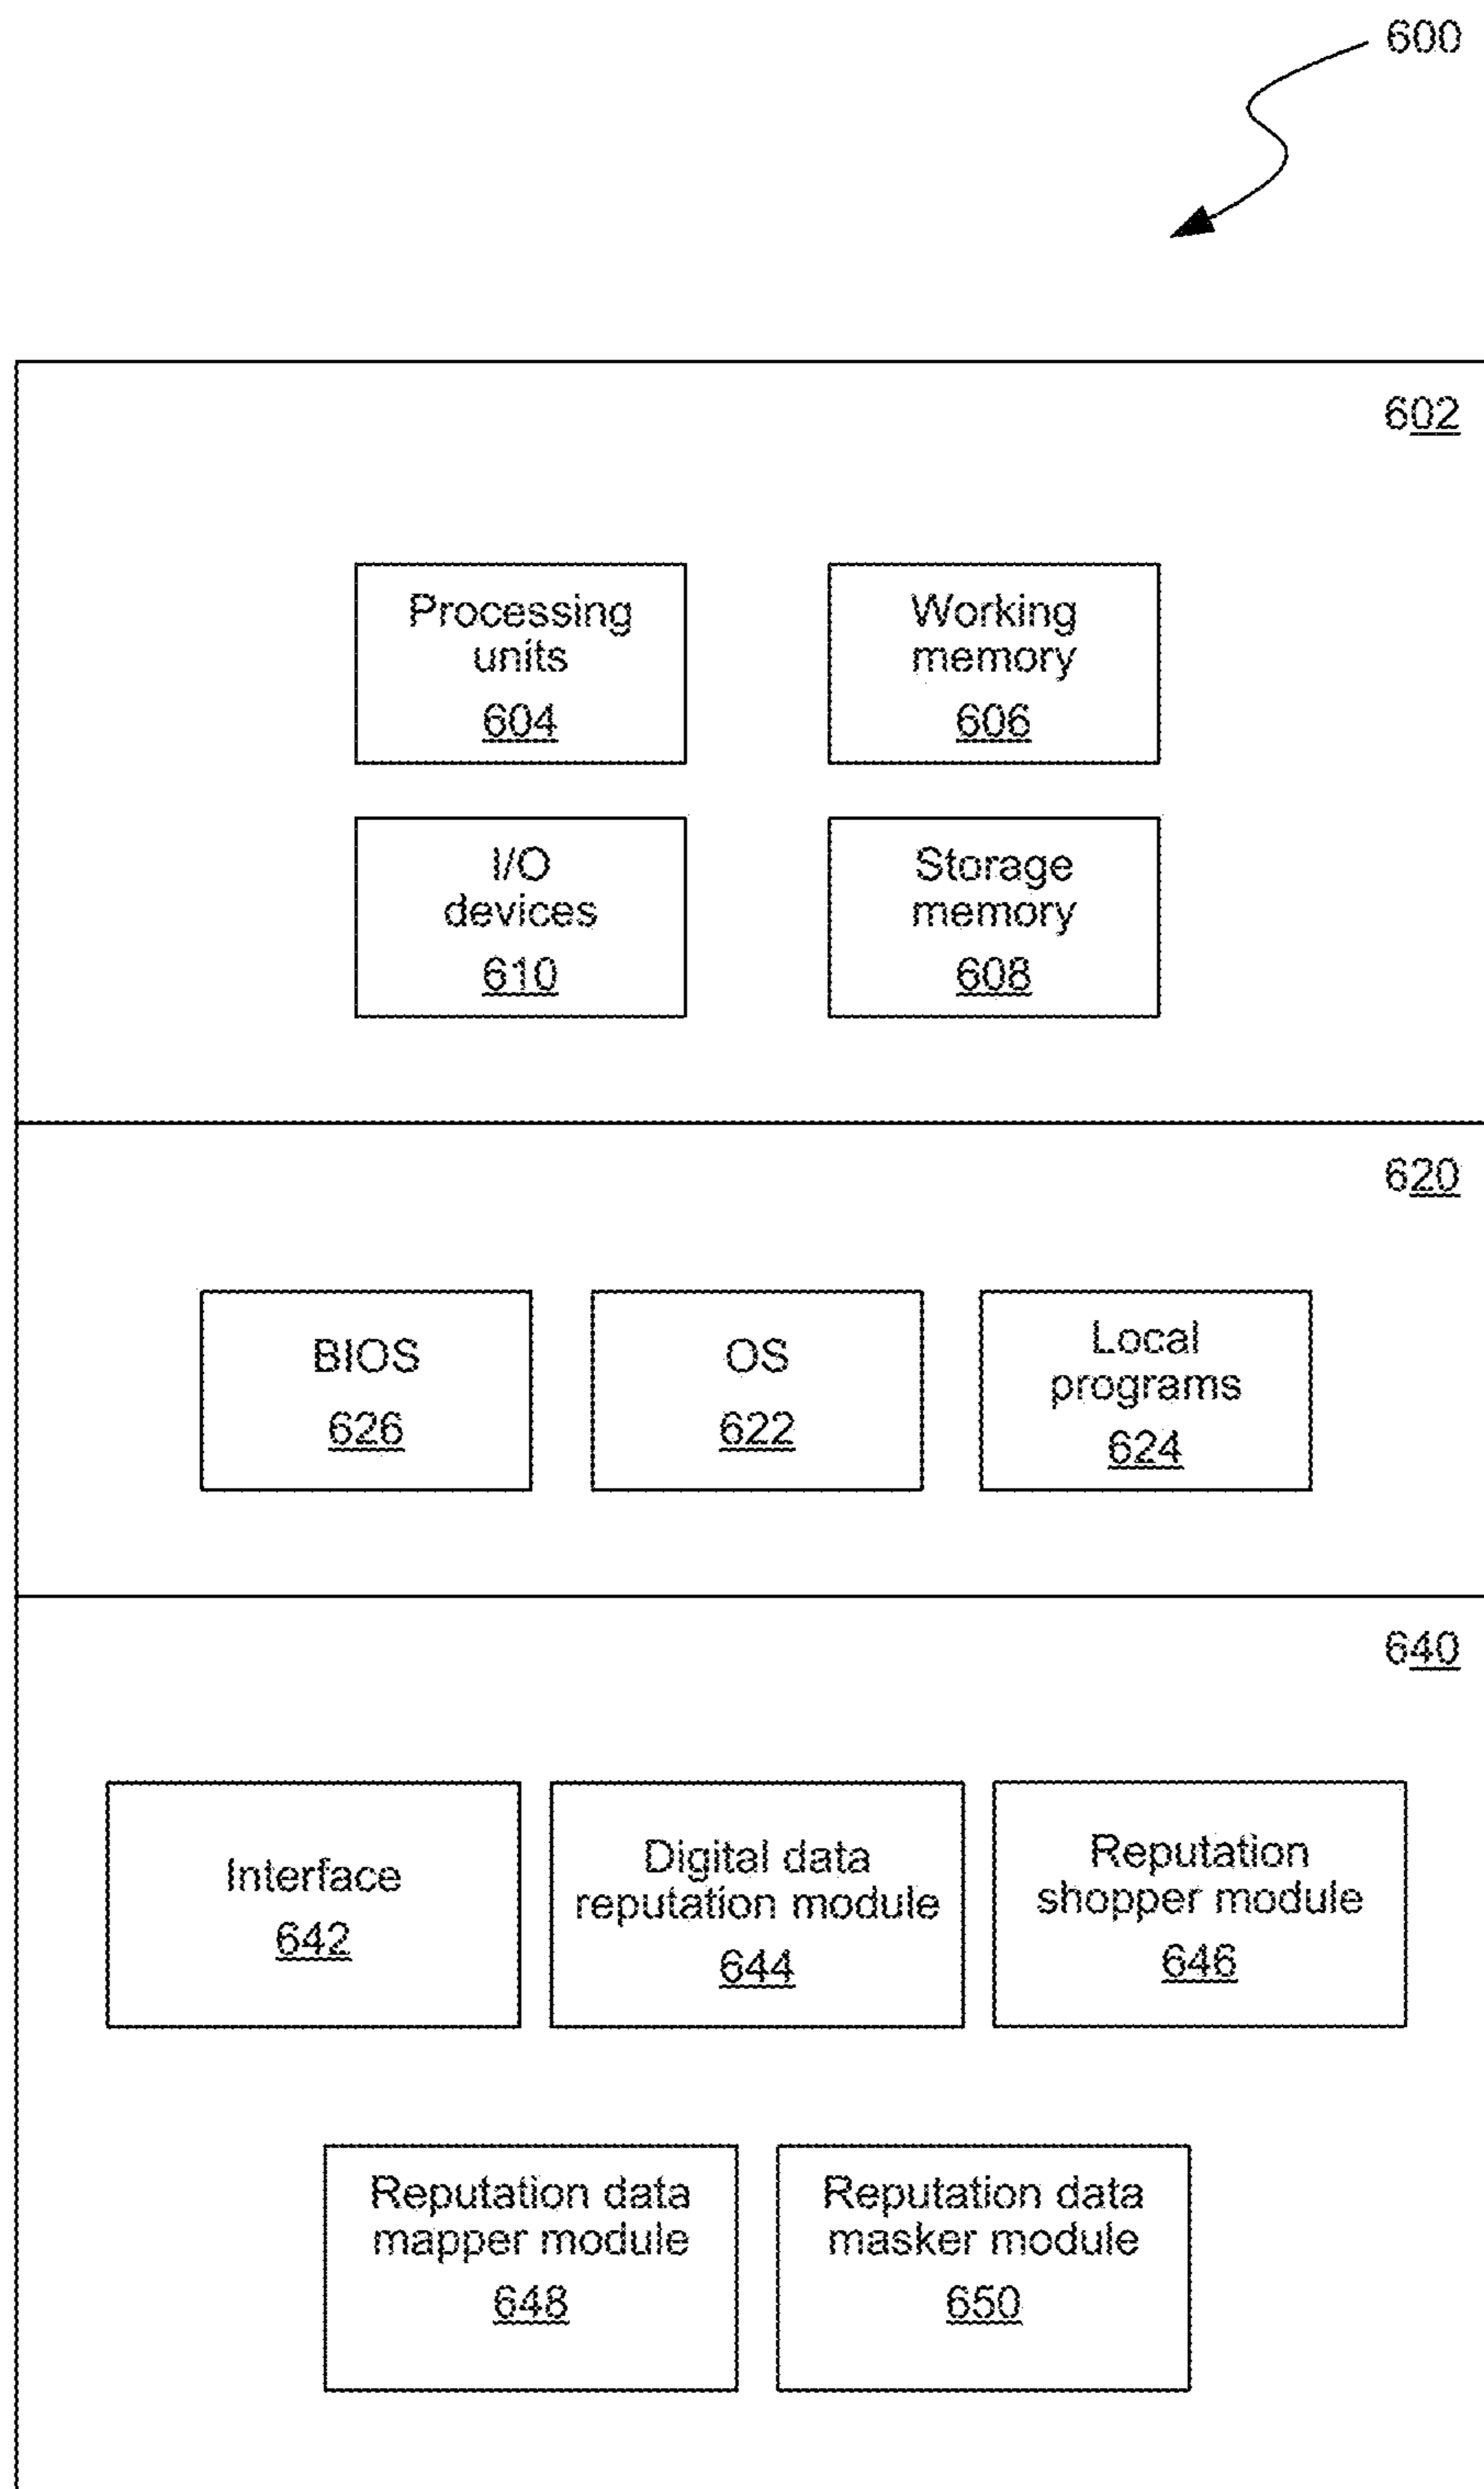 600
602
Processing
units
604
Working
memory
606
I/O
devices
610
Storage
memory
608
620
BIOS
626
OS
622
Local
programs
624
640
Interface
642
Digital data
reputation module
644
Reputation
shopper module
646
Reputation data
mapper module
648
Reputation data
masker module
650